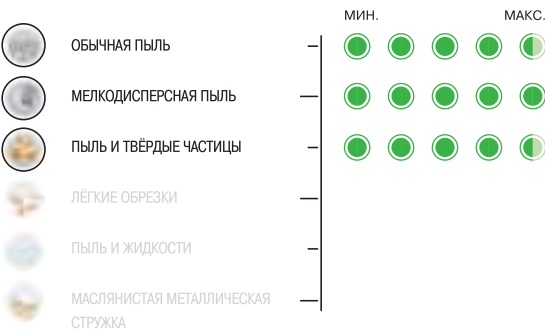 МИН. МАКС.
ОБЫЧНАЯ ПЫЛЬ
МЕЛКОДИСПЕРСНАЯ ПЫЛЬ
ПЫЛЬ И ТВЁРДЫЕ ЧАСТИЦЫ
ЛЁГКИЕ ОБРЕЗКИ
ПЫЛЬ И ЖИДКОСТИ
МАСЛЯНИСТАЯ МЕТАЛЛИЧЕСКАЯ
СТРУЖКА